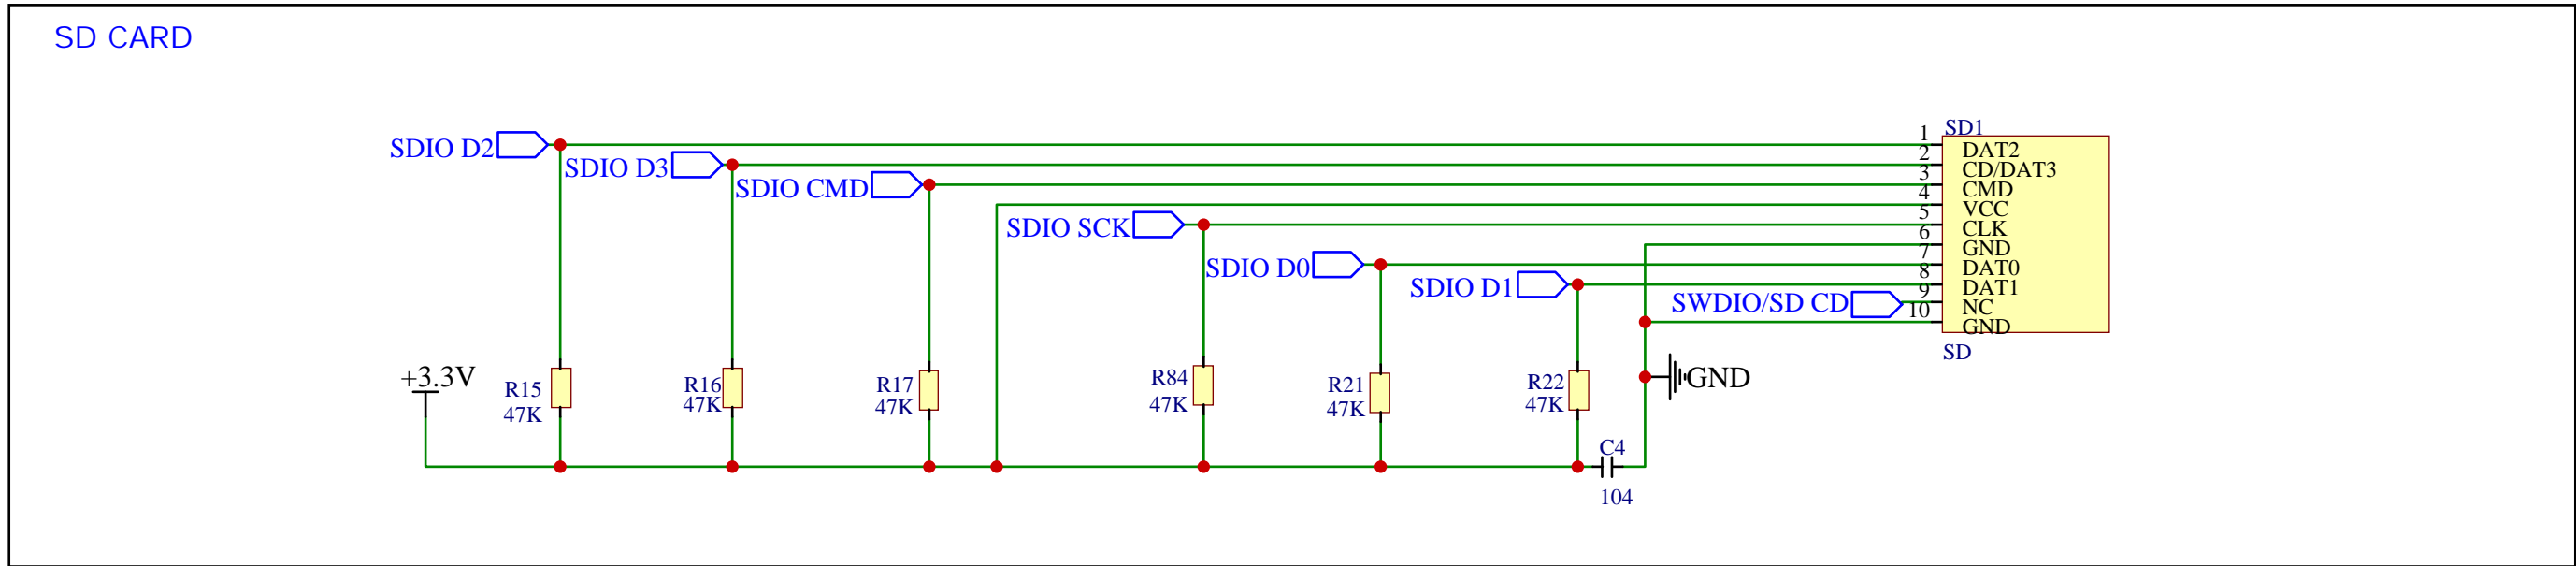 SD CARD
SDIO D2
SDIO D3
SDIO CMD
SDIO SCK
SDIO D0
SDIO D1
SWDIO/SD CD
SD1
1 DAT2
2 CD/DAT3
3 CMD
4 VCC
5 CLK
6 GND
7 DAT0
8 DAT1
9 NC
10 GND
SD
+3.3V
R15
47K
R16
47K
R17
47K
R84
47K
R21
47K
R22
47K
GND
C4
104